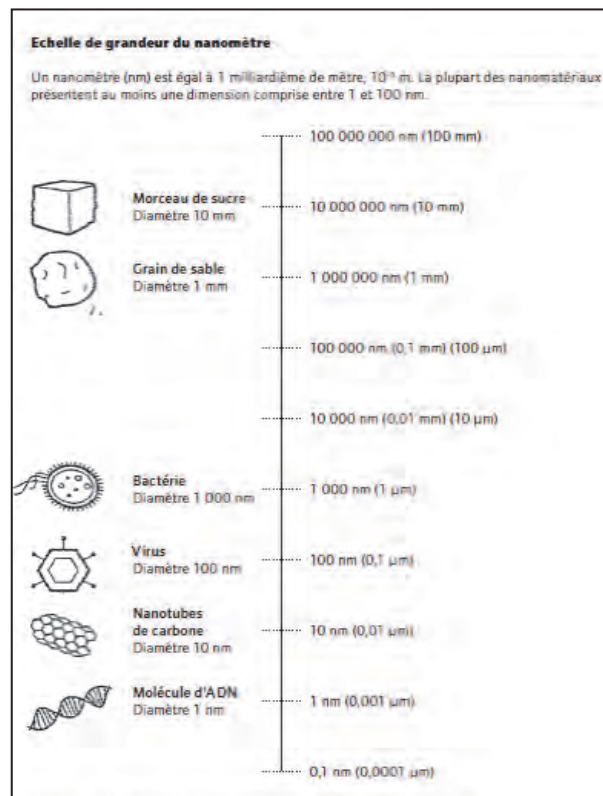 Echelle de grandeur du nanomètre
Un nanomètre (nm) est égal à 1 milliardième de mètre, 10⁻⁹ m. La plupart des nanomatériaux
présentent au moins une dimension comprise entre 1 et 100 nm.
100 000 000 nm (100 mm)
Morceau de sucre
Diamètre 10 mm
10 000 000 nm (10 mm)
Grain de sable
Diamètre 1 mm
1 000 000 nm (1 mm)
100 000 nm (0,1 mm) (100 µm)
10 000 nm (0,01 mm) (10 µm)
Bactérie
Diamètre 1 000 nm
1 000 nm (1 µm)
Virus
Diamètre 100 nm
100 nm (0,1 µm)
Nanotubes
de carbone
Diamètre 10 nm
10 nm (0,01 µm)
Molécule d'ADN
Diamètre 1 nm
1 nm (0,001 µm)
0,1 nm (0,0001 µm)